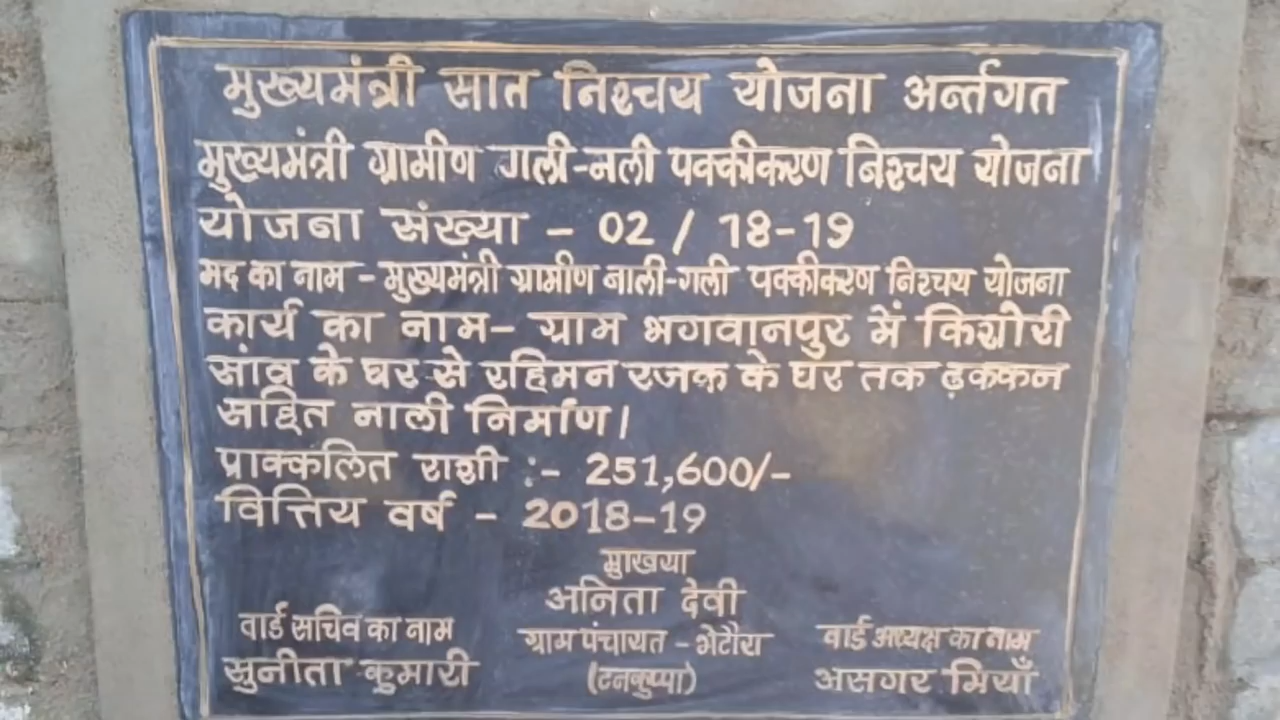 मुख्यमंत्री सात निश्चय योजना अर्न्तगत
मुख्यमंत्री ग्रामीण गली-नली पक्कीकरण निश्चय योजना
योजना संख्या - 02 / 18-19
मद का नाम - मुख्यमंत्री ग्रामीण नाली-गली पक्कीकरण निश्चय योजना
कार्य का नाम- ग्राम भगवानपुर में किशोरी
सांव के घर से रहिमन रजक के घर तक ढ़क्कन
सहित नाली निर्माण।
प्राक्कलित राशी :- 251,600/-
वित्तिय वर्ष - 2018-19
मुखिया
अनिता देवी
ग्राम पंचायत - भेटौरा
(टनकुप्पा)
वार्ड सचिव का नाम
सुनीता कुमारी
वार्ड अध्यक्ष का नाम
असगर मियाँ